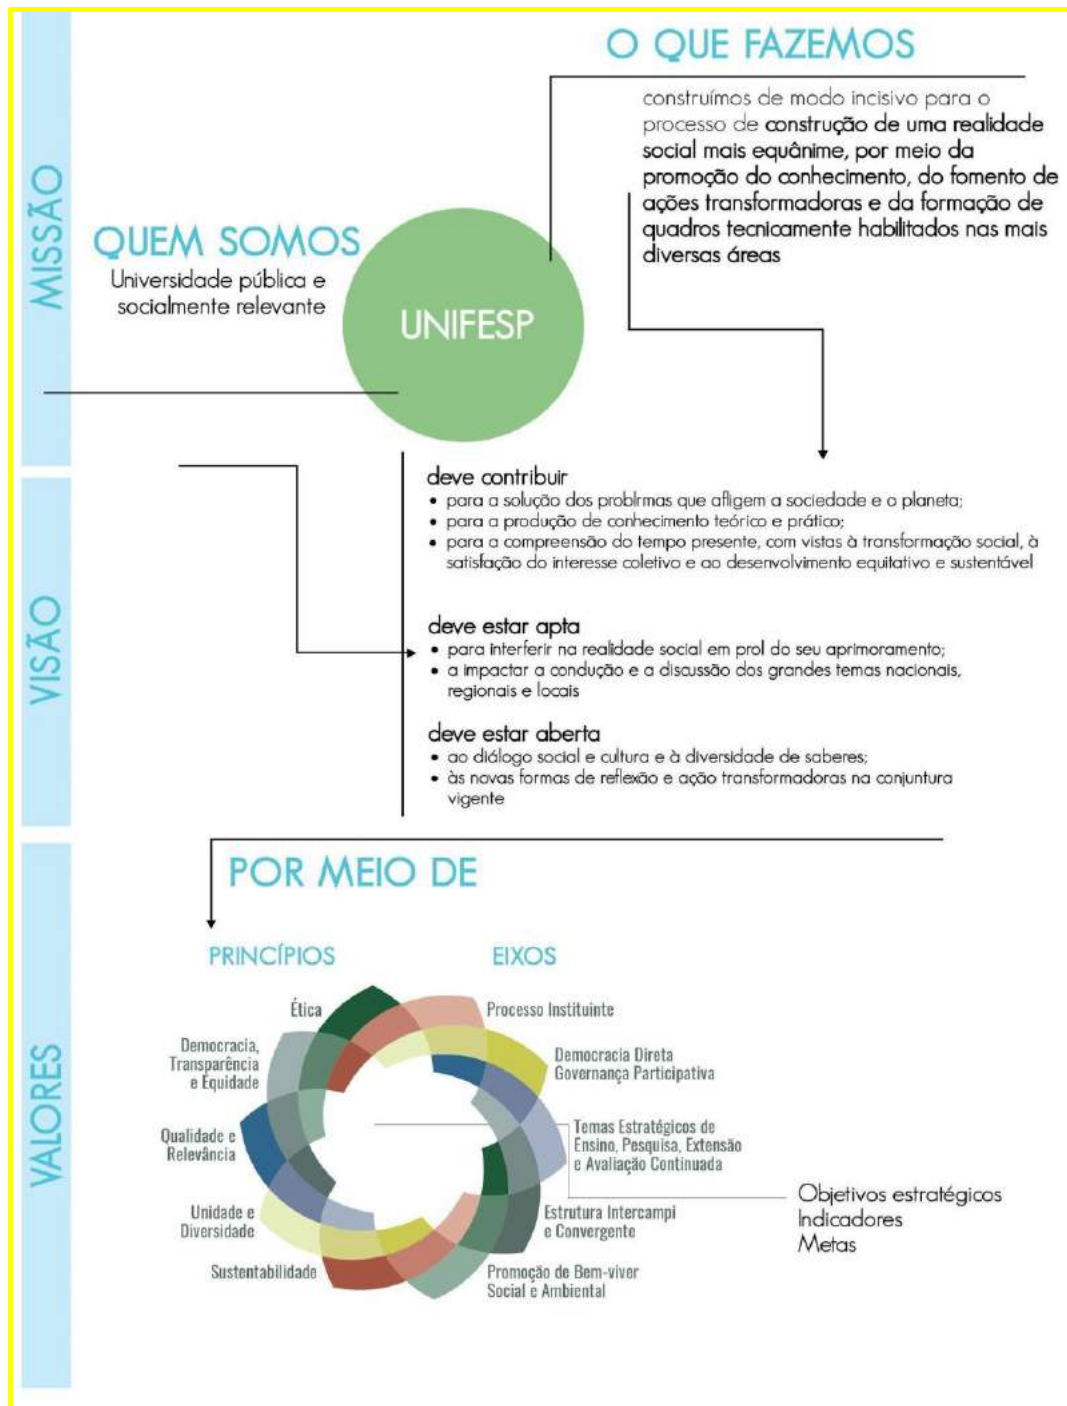 MISSÃO
O QUE FAZEMOS
construímos de modo incisivo para o
processo de construção de uma realidade
social mais equânime, por meio da
promoção do conhecimento, do fomento de
ações transformadoras e da formação de
quadros tecnicamente habilitados nas mais
diversas áreas
QUEM SOMOS
Universidade pública e
socialmente relevante
UNIFESP
VISÃO
deve contribuir
• para a solução dos problrmas que afligem a sociedade e o planeta;
• para a produção de conhecimento teórico e prático;
• para a compreensão do tempo presente, com vistas à transformação social, à
satisfação do interesse coletivo e ao desenvolvimento equitativo e sustentável
deve estar apta
• para interferir na realidade social em prol do seu aprimoramento;
• a impactar a condução e a discussão dos grandes temas nacionais,
regionais e locais
deve estar aberta
• ao diálogo social e cultura e à diversidade de saberes;
• às novas formas de reflexão e ação transformadoras na conjuntura
vigente
VALORES
POR MEIO DE
PRINCÍPIOS
Ética
Democracia,
Transparência
e Equidade
Qualidade e
Relevância
Unidade e
Diversidade
Sustentabilidade
EIXOS
Processo Instituinte
Democracia Direta
Governança Participativa
Temas Estratégicos de
Ensino, Pesquisa, Extensão
e Avaliação Continuada
Estrutura Intercampi
e Convergente
Promoção de Bem-viver
Social e Ambiental
Objetivos estratégicos
Indicadores
Metas